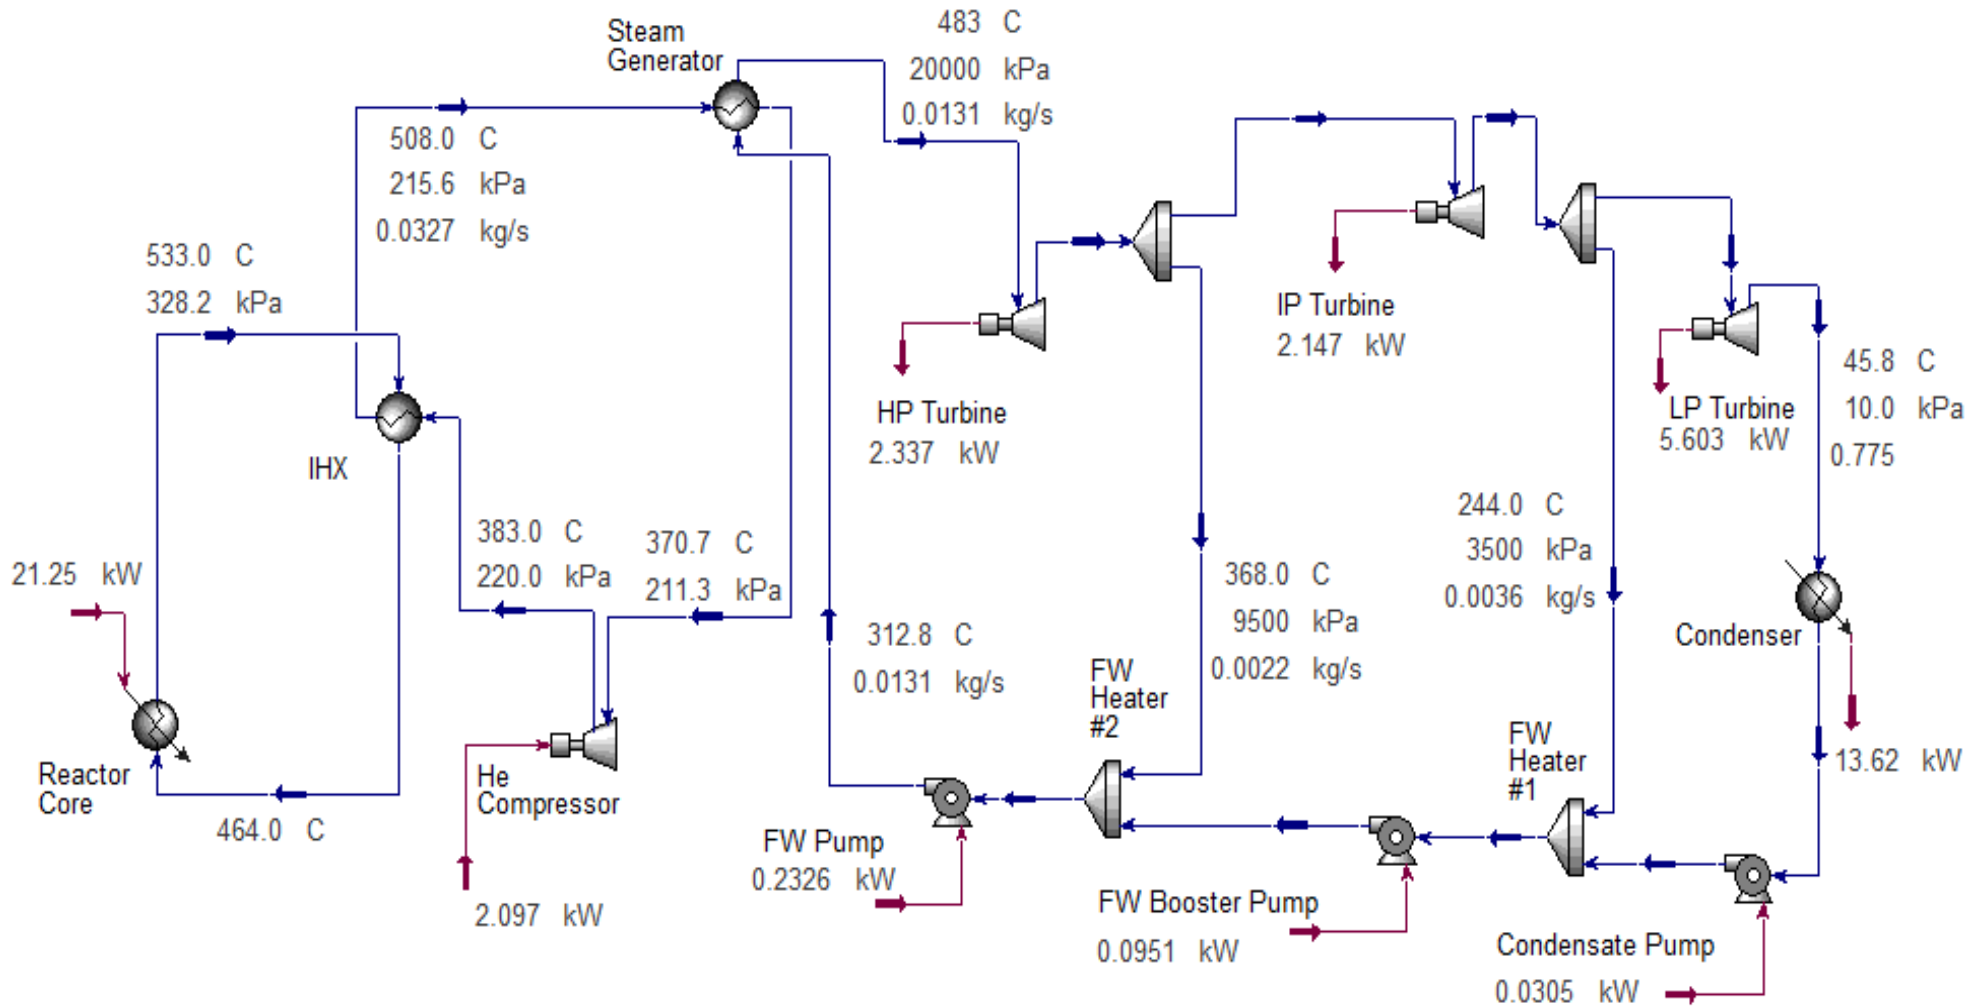 Steam
Generator
483 C
20000 kPa
0.0131 kg/s
508.0 C
215.6 kPa
0.0327 kg/s
533.0 C
328.2 kPa
IHX
HP Turbine
2.337 kW
IP Turbine
2.147 kW
LP Turbine
5.603 kW
45.8 C
10.0 kPa
0.775
21.25 kW
383.0 C
220.0 kPa
370.7 C
211.3 kPa
312.8 C
0.0131 kg/s
368.0 C
9500 kPa
0.0022 kg/s
244.0 C
3500 kPa
0.0036 kg/s
Condenser
13.62 kW
Reactor
Core
464.0 C
He
Compressor
2.097 kW
FW
Heater
#2
FW
Heater
#1
FW Pump
0.2326 kW
FW Booster Pump
0.0951 kW
Condensate Pump
0.0305 kW